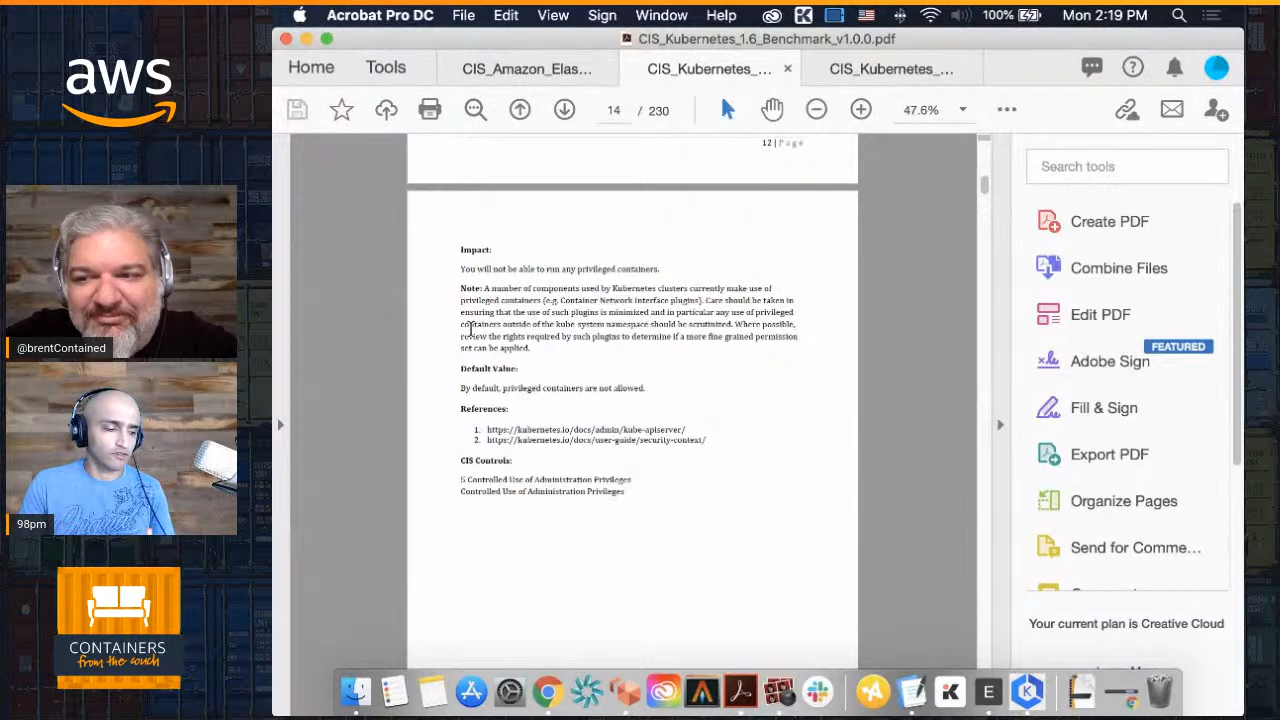 aws
@brentContained
98pm
CONTAINERS
from the couch
Acrobat Pro DC File Edit View Sign Window Help 100% Mon 2:19 PM
CIS_Kubernetes_1.6_Benchmark_v1.0.0.pdf
Home Tools CIS_Amazon_Elas... CIS_Kubernetes_... × CIS_Kubernetes_...
14 / 230 47.6%
12 | Page
Impact:
You will not be able to run any privileged containers.
Note: A number of components used by Kubernetes clusters currently make use of
privileged containers (e.g. Container Network Interface plugins). Care should be taken in
ensuring that the use of such plugins is minimized and in particular any use of privileged
containers outside of the kube-system namespace should be scrutinized. Where possible,
review the rights required by such plugins to determine if a more fine grained permission
set can be applied.
Default Value:
By default, privileged containers are not allowed.
References:
1. https://kubernetes.io/docs/admin/kube-apiserver/
2. https://kubernetes.io/docs/user-guide/security-context/
CIS Controls:
5 Controlled Use of Administration Privileges
Controlled Use of Administration Privileges
Search tools
Create PDF
Combine Files
Edit PDF
FEATURED
Adobe Sign
Fill & Sign
Export PDF
Organize Pages
Send for Comme...
Your current plan is Creative Cloud